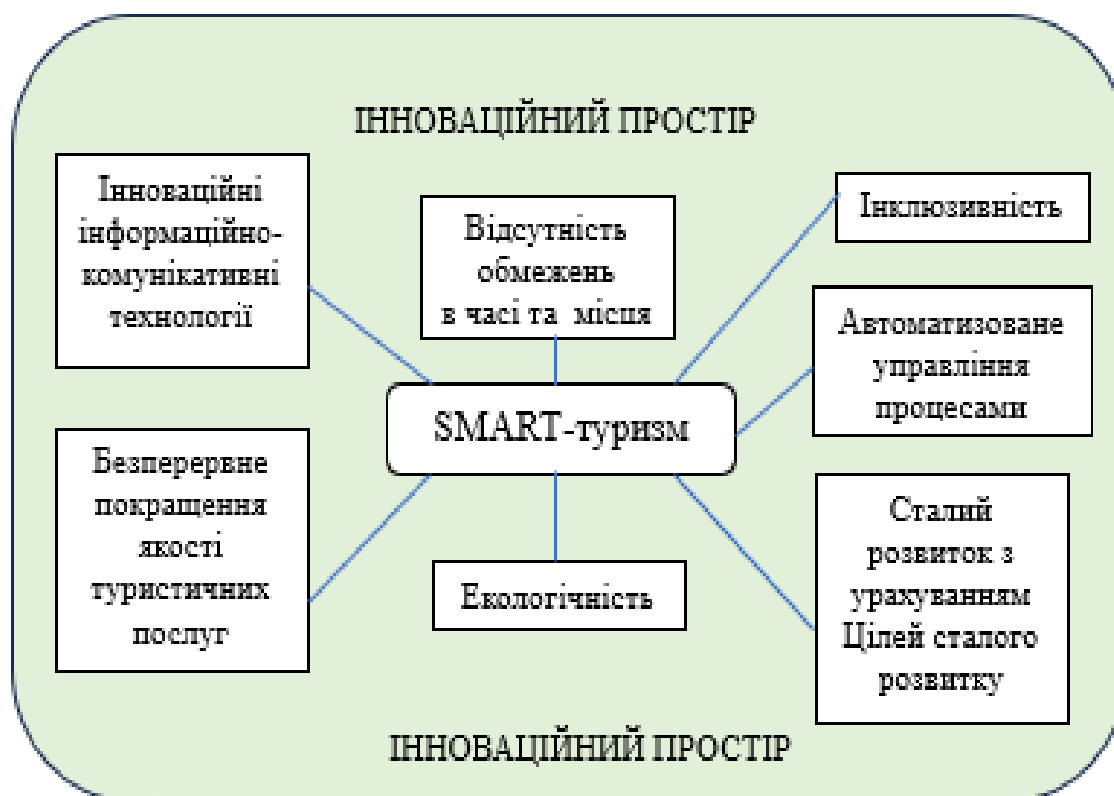 ІННОВАЦІЙНИЙ ПРОСТІР
Інноваційні
інформаційно-
комунікативні
технології
Відсутність
обмежень
в часі та місця
Інклюзивність
Автоматизоване
управління
процесами
SMART-туризм
Безперервне
покращення
якості
туристичних
послуг
Екологічність
Сталий
розвиток з
урахуванням
Цілей сталого
розвитку
ІННОВАЦІЙНИЙ ПРОСТІР